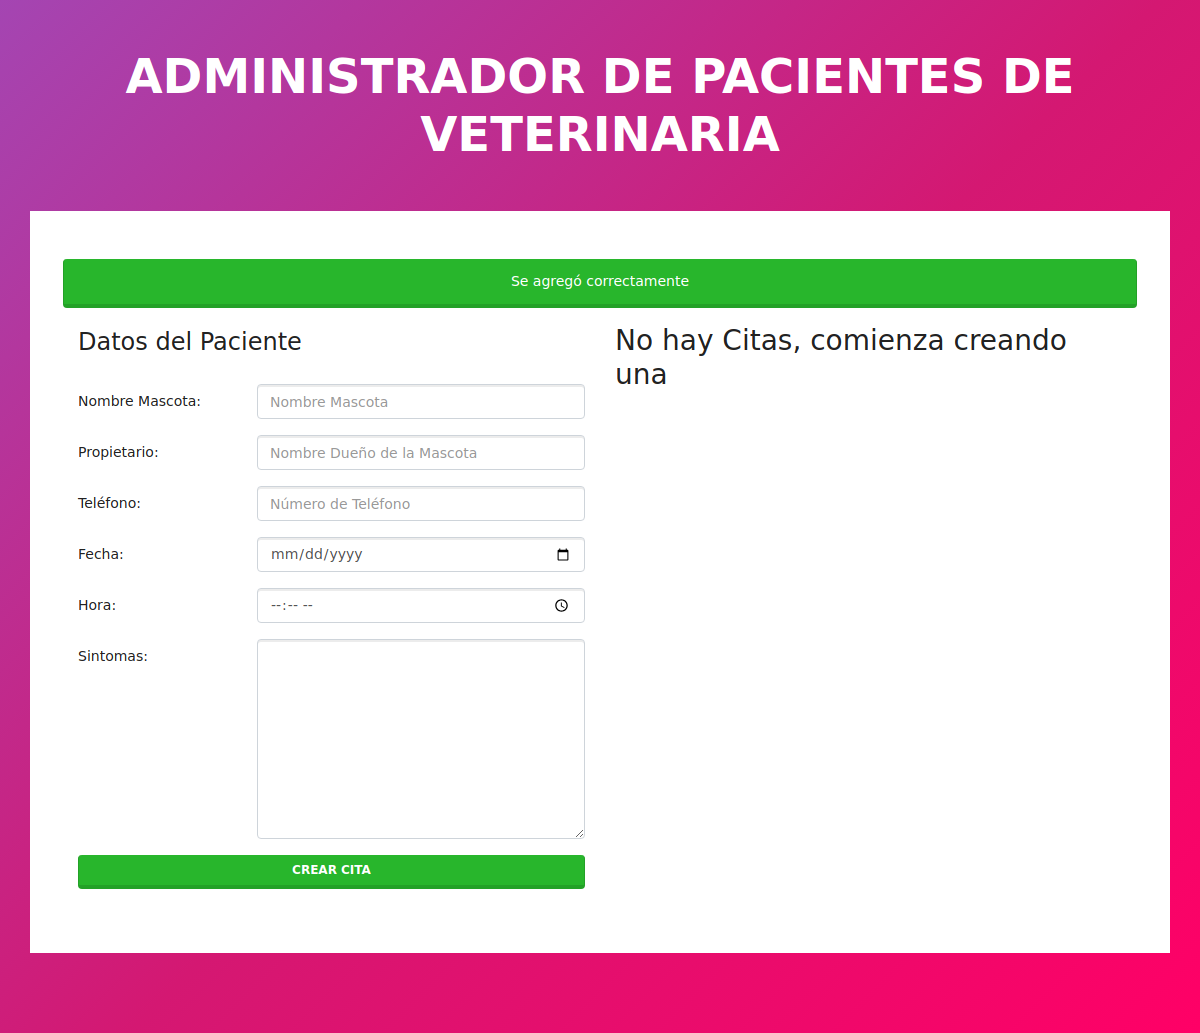 ADMINISTRADOR DE PACIENTES DE
VETERINARIA
Se agregó correctamente
Datos del Paciente
No hay Citas, comienza creando
una
Nombre Mascota:
Nombre Mascota
Propietario:
Nombre Dueño de la Mascota
Teléfono:
Número de Teléfono
Fecha:
mm/dd/yyyy
Hora:
--:-- --
Sintomas:
CREAR CITA